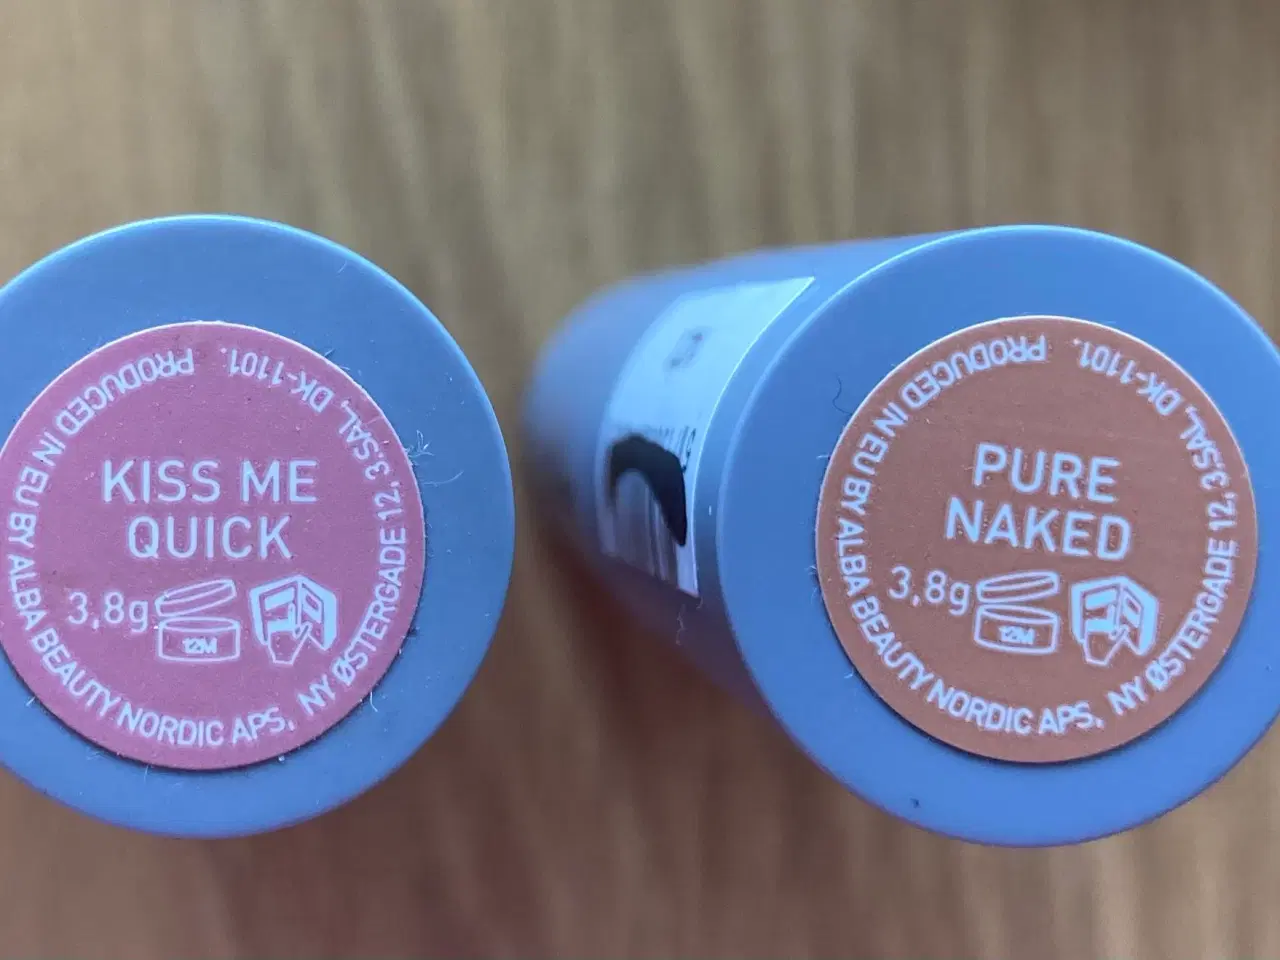 KISS ME
QUICK
3,8g
12M
PRODUCED IN EU BY ALBA BEAUTY NORDIC APS, NY ØSTERGADE 12, 3.SAL, DK-1101.
PURE
NAKED
3,8g
12M
PRODUCED IN EU BY ALBA BEAUTY NORDIC APS, NY ØSTERGADE 12, 3.SAL, DK-1101.